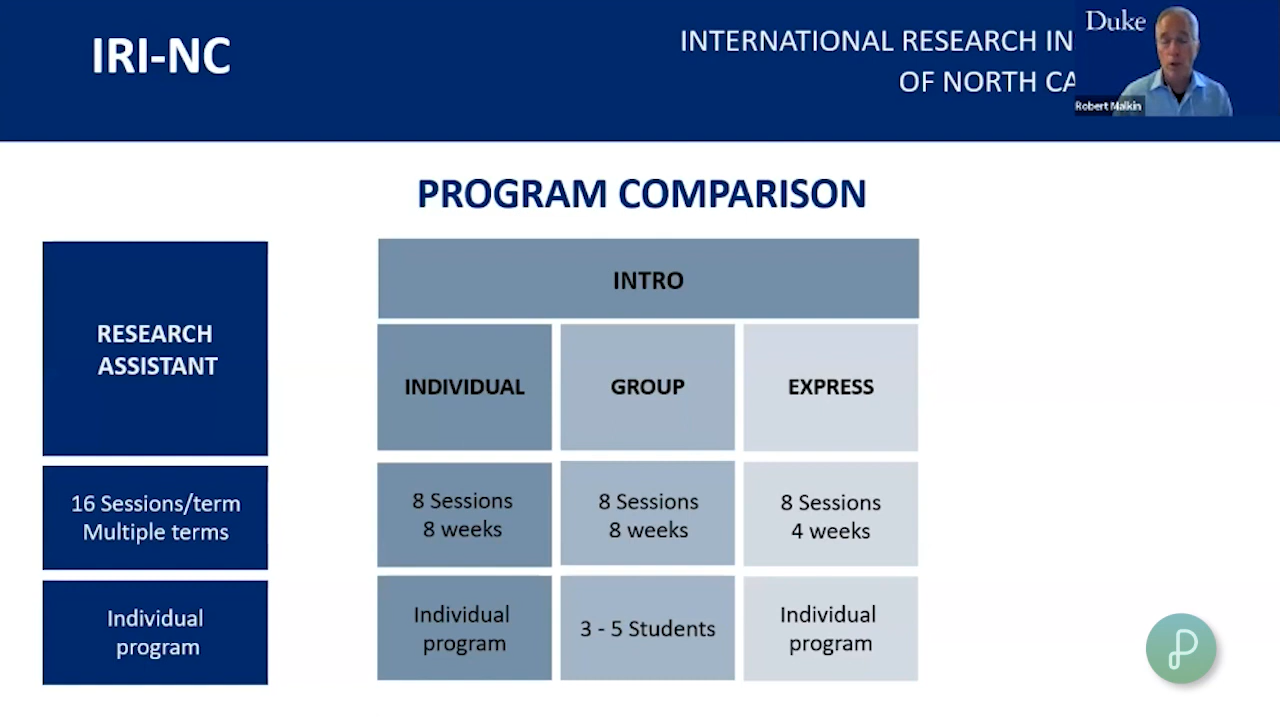 IRI-NC
INTERNATIONAL RESEARCH IN
OF NORTH CA
Duke
Robert Malkin
PROGRAM COMPARISON
RESEARCH
ASSISTANT
16 Sessions/term
Multiple terms
Individual
program
INTRO
INDIVIDUAL
GROUP
EXPRESS
8 Sessions
8 weeks
8 Sessions
8 weeks
8 Sessions
4 weeks
Individual
program
3 - 5 Students
Individual
program